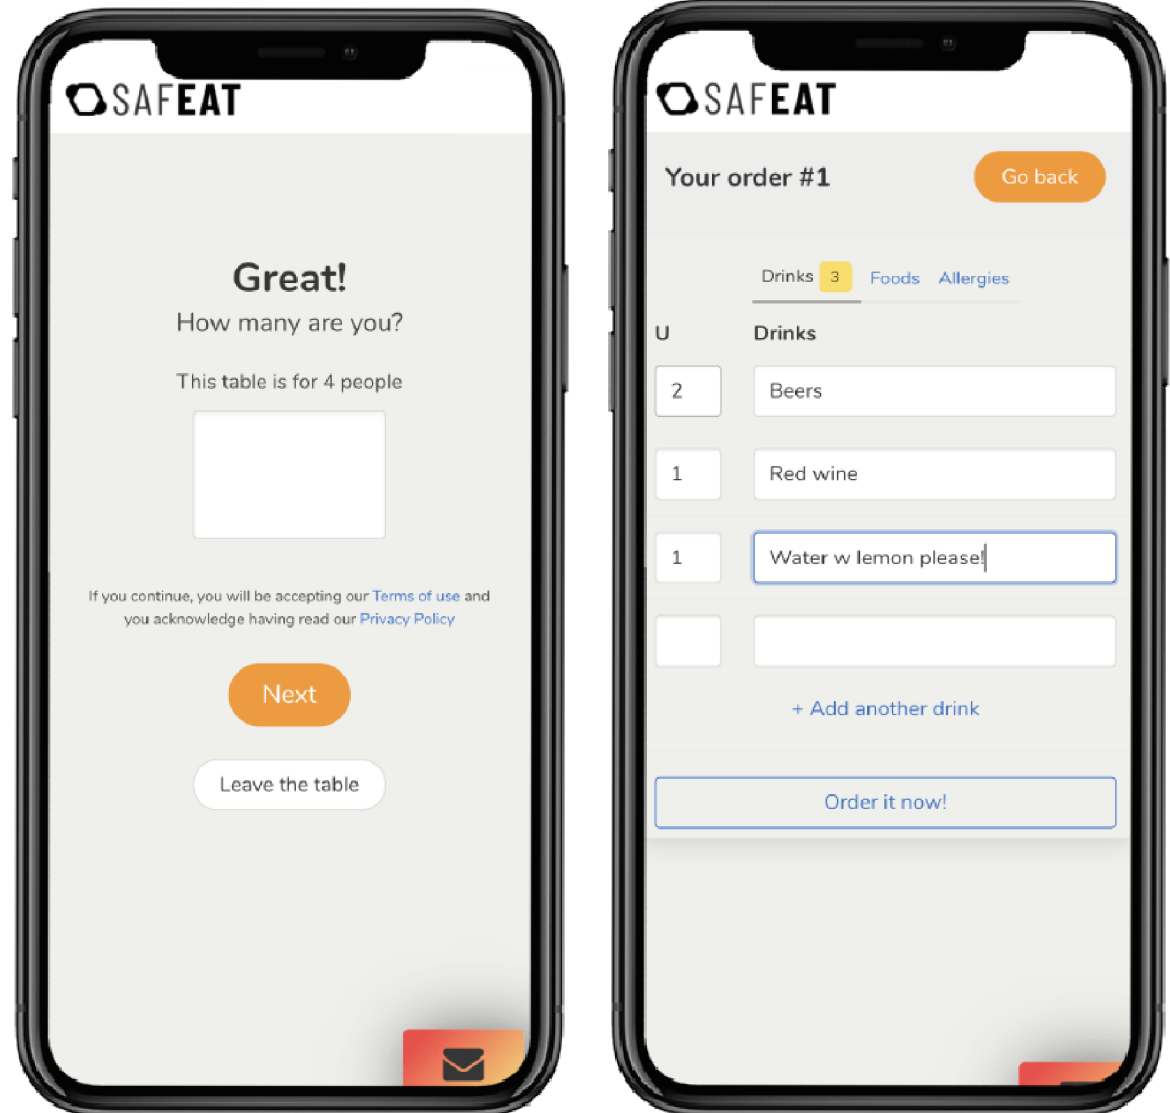 SAFEAT
Great!
How many are you?
This table is for 4 people
If you continue, you will be accepting our Terms of use and
you acknowledge having read our Privacy Policy
Next
Leave the table
SAFEAT
Your order #1
Go back
Drinks 3 Foods Allergies
U Drinks
2 Beers
1 Red wine
1 Water w lemon please!
+ Add another drink
Order it now!